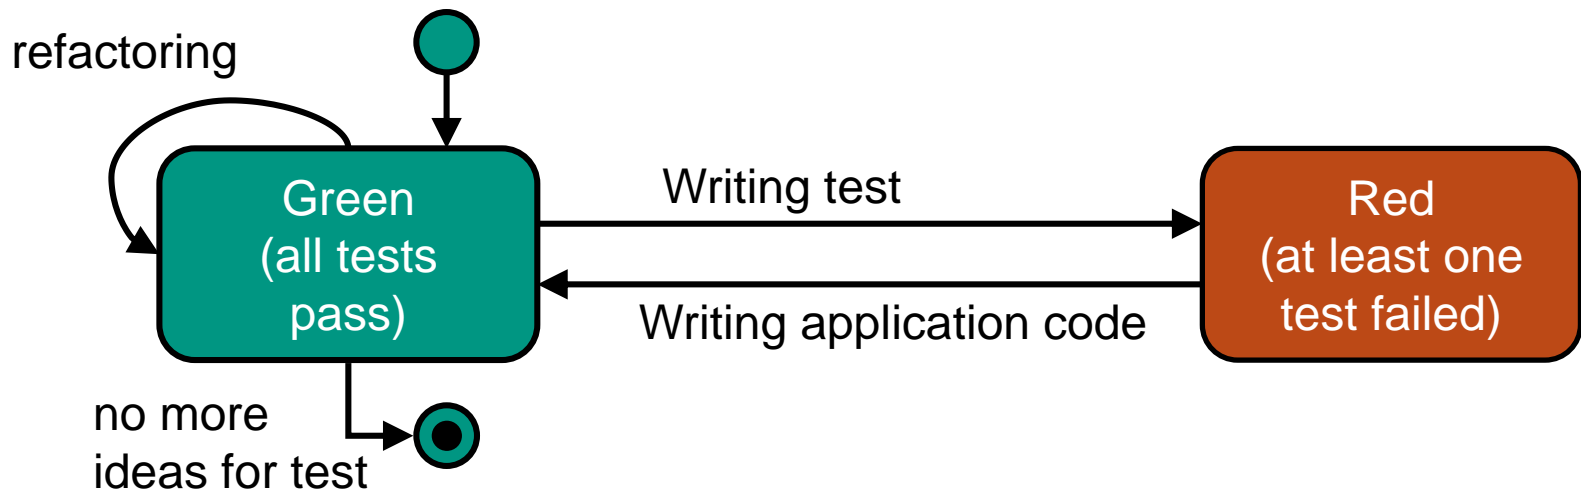 refactoring
Green
(all tests
pass)
Writing test
Writing application code
Red
(at least one
test failed)
no more
ideas for test